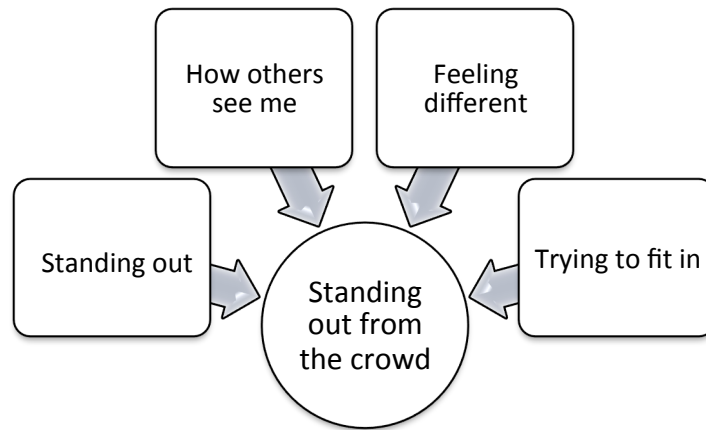 How others
see me
Feeling
different
Standing out
Trying to fit in
Standing
out from
the crowd